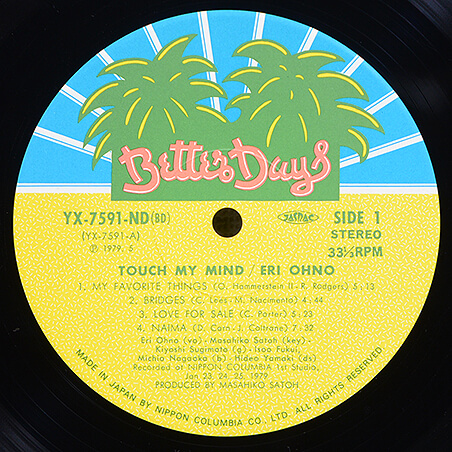 Better Days
YX-7591-ND(BD)
(YX-7591-A)
Ⓟ 1979. 5
JASRAC
SIDE 1
STEREO
33⅓RPM
TOUCH MY MIND / ERI OHNO
1. MY FAVORITE THINGS (O. Hammerstein II - R. Rodgers) 5:13
2. BRIDGES (C. Lees - M. Nacimento) 4:44
3. LOVE FOR SALE (C. Porter) 5:23
4. NAIMA (D. Carn - J. Coltrane) 7:32
Eri Ohno (vo) - Masahiko Satoh (key) -
Kiyoshi Sugimoto (g) - Isao Fukui,
Michio Nagaoka (b) - Hideo Yamaki (ds)
Recorded at NIPPON COLUMBIA 1st Studio,
Jan 23, 24, 25, 1979
PRODUCED BY MASAHIKO SATOH
MADE IN JAPAN BY NIPPON COLUMBIA CO., LTD. ALL RIGHTS RESERVED.